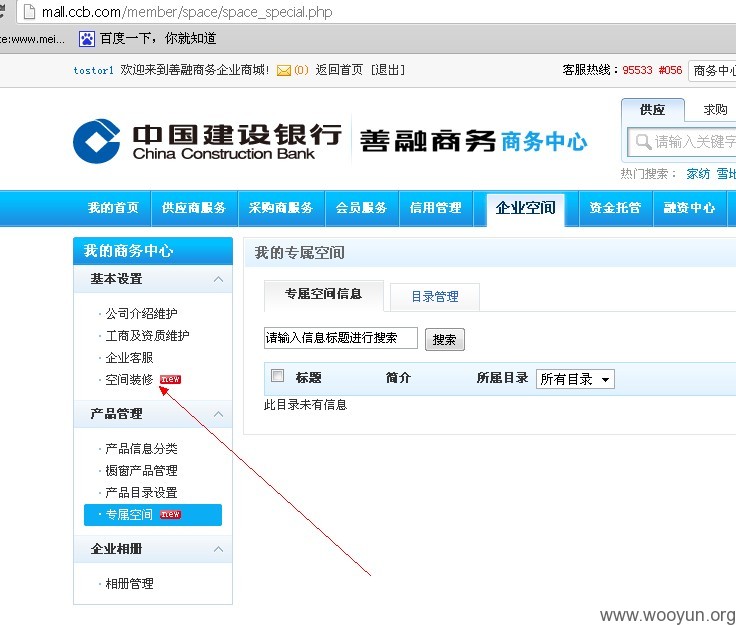 mall.ccb.com/member/space/space_special.php
te:www.mei... 百度一下，你就知道
tostor1 欢迎来到善融商务企业商城! (0) 返回首页 [退出] 客服热线：95533 #056 商务中心
中国建设银行 善融商务 商务中心
China Construction Bank
供应 求购
请输入关键字
热门搜索： 家纺 雪地
我的首页 供应商服务 采购商服务 会员服务 信用管理 企业空间 资金托管 融资中心
我的商务中心
基本设置
· 公司介绍维护
· 工商及资质维护
· 企业客服
· 空间装修 new
产品管理
· 产品信息分类
· 橱窗产品管理
· 产品目录设置
· 专属空间 new
企业相册
· 相册管理
我的专属空间
专属空间信息 目录管理
请输入信息标题进行搜索 搜索
标题 简介 所属目录 所有目录
此目录未有信息
www.wooyun.org